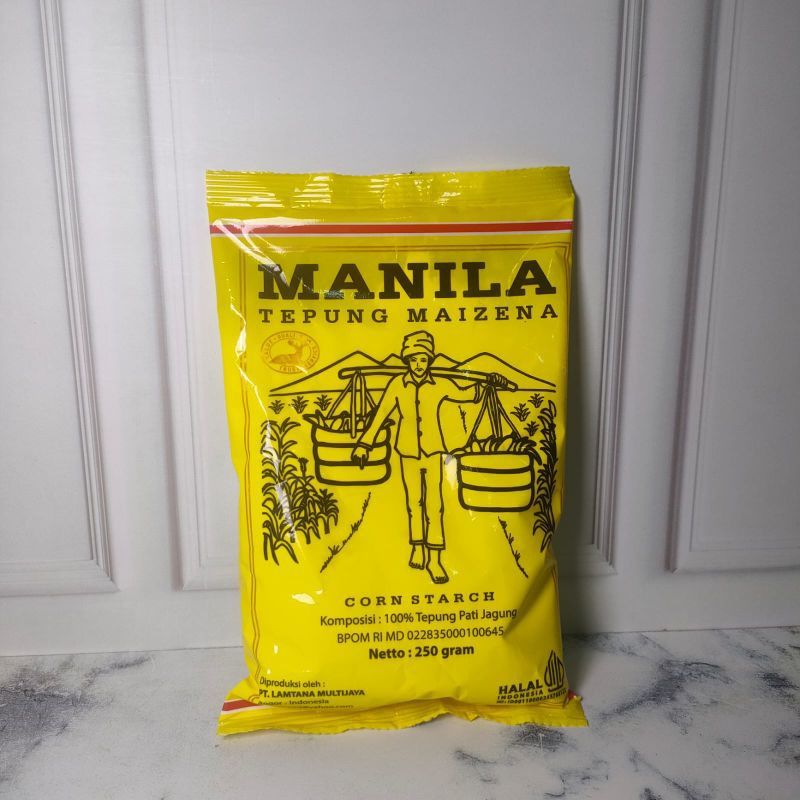 MANILA
TEPUNG MAIZENA
CORN STARCH
Komposisi : 100% Tepung Pati Jagung
BPOM RI MD 022835000100645
Netto : 250 gram
Diproduksi oleh :
PT. LAMTANA MULTIJAYA
Bogor - Indonesia
HALAL
INDONESIA